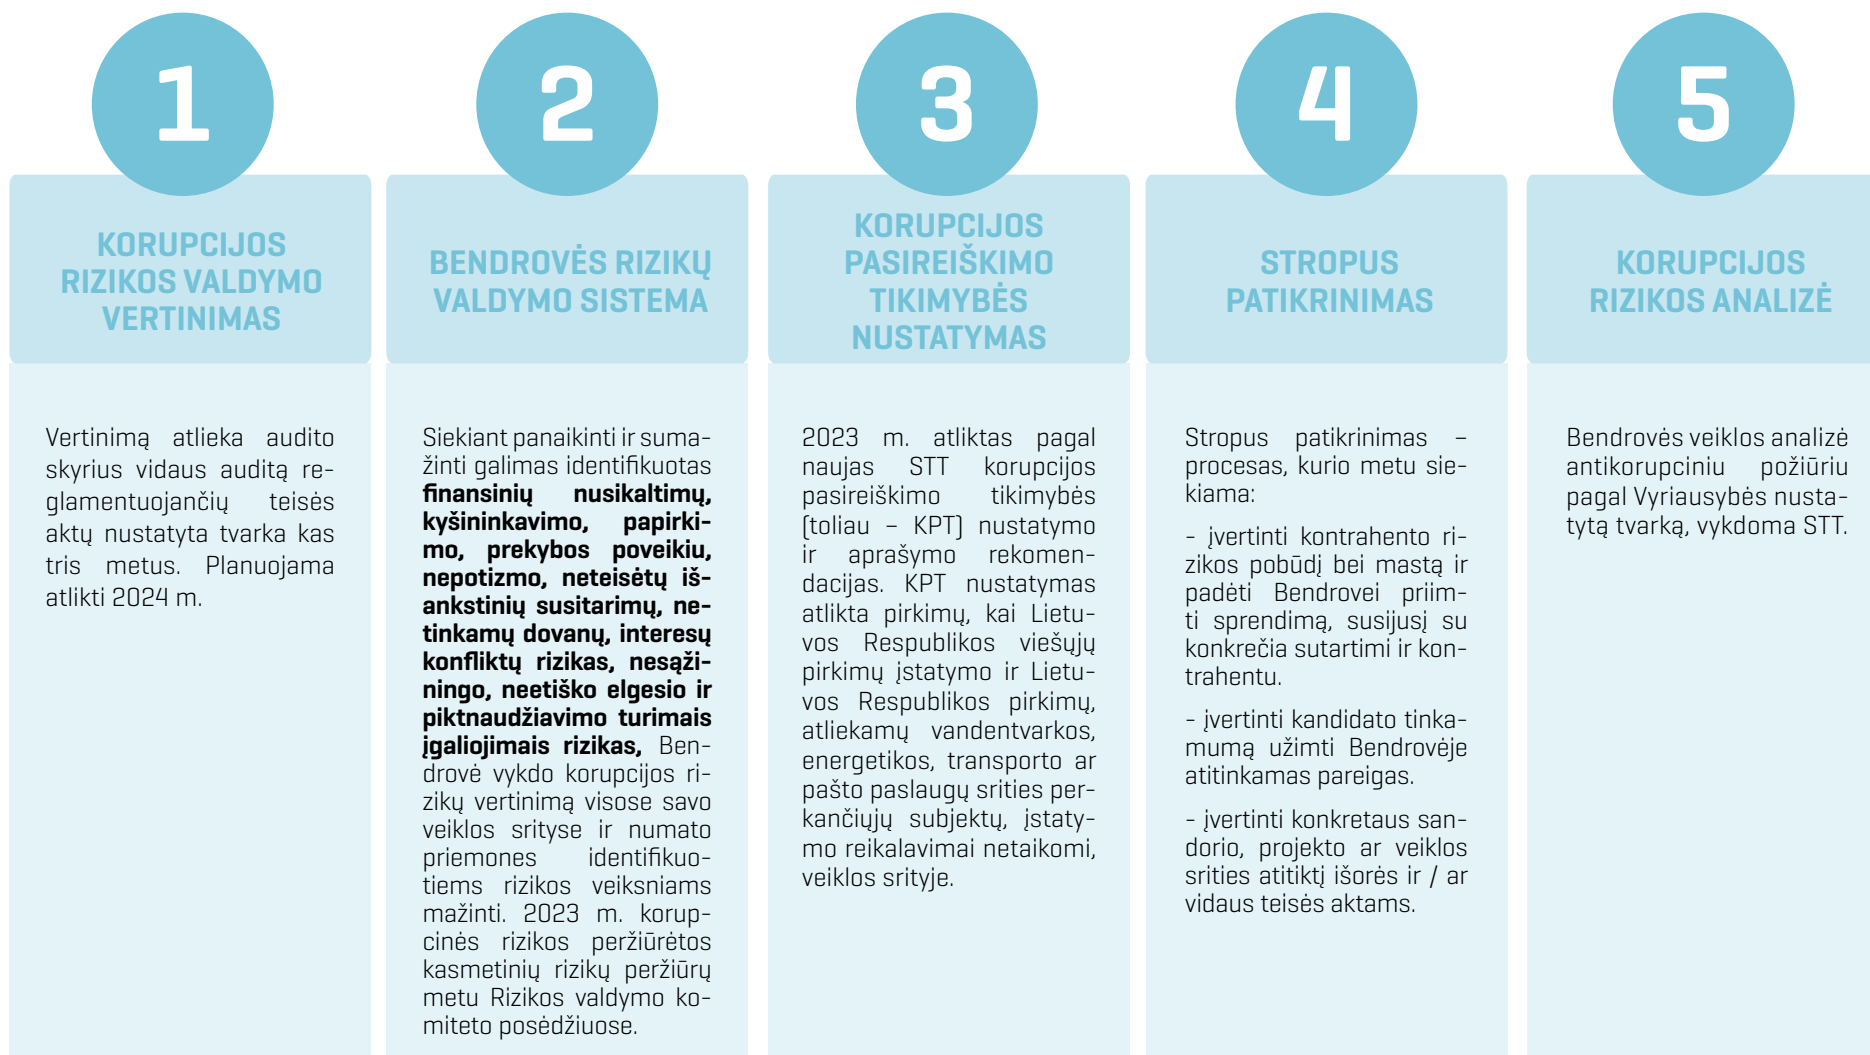 1
KORUPCIJOS
RIZIKOS VALDYMO
VERTINIMAS
Vertinimą atlieka audito
skyrius vidaus auditą re-
glamentuojančių teisės
aktų nustatyta tvarka kas
tris metus. Planuojama
atlikti 2024 m.
2
BENDROVĖS RIZIKŲ
VALDYMO SISTEMA
Siekiant panaikinti ir suma-
žinti galimas identifikuotas
finansinių nusikaltimų,
kyšininkavimo, papirki-
mo, prekybos poveikiu,
nepotizmo, neteisėtų iš-
ankstinių susitarimų, ne-
tinkamų dovanų, interesų
konfliktų rizikas, nesąži-
ningo, neetiško elgesio ir
piktnaudžiavimo turimais
įgaliojimais rizikas, Ben-
drovė vykdo korupcijos ri-
zikų vertinimą visose savo
veiklos srityse ir numato
priemones identifikuo-
tiems rizikos veiksniams
mažinti. 2023 m. korup-
cinės rizikos peržiūrėtos
kasmetinių rizikų peržiūrų
metu Rizikos valdymo ko-
miteto posėdžiuose.
3
KORUPCIJOS
PASIREIŠKIMO
TIKIMYBĖS
NUSTATYMAS
2023 m. atliktas pagal
naujas STT korupcijos
pasireiškimo tikimybės
(toliau – KPT) nustatymo
ir aprašymo rekomen-
dacijas. KPT nustatymas
atlikta pirkimų, kai Lietu-
vos Respublikos viešųjų
pirkimų įstatymo ir Lietu-
vos Respublikos pirkimų,
atliekamų vandentvarkos,
energetikos, transporto ar
pašto paslaugų srities per-
kančiųjų subjektų, įstaty-
mo reikalavimai netaikomi,
veiklos srityje.
4
STROPUS
PATIKRINIMAS
Stropus patikrinimas –
procesas, kurio metu sie-
kiama:
- įvertinti kontrahento ri-
zikos pobūdį bei mastą ir
padėti Bendrovei priim-
ti sprendimą, susijusį su
konkrečia sutartimi ir kon-
trahentu.
- įvertinti kandidato tinka-
mumą užimti Bendrovėje
atitinkamas pareigas.
- įvertinti konkretaus san-
dorio, projekto ar veiklos
srities atitiktį išorės ir / ar
vidaus teisės aktams.
5
KORUPCIJOS
RIZIKOS ANALIZĖ
Bendrovės veiklos analizė
antikorupciniu požiūriu
pagal Vyriausybės nusta-
tytą tvarką, vykdoma STT.